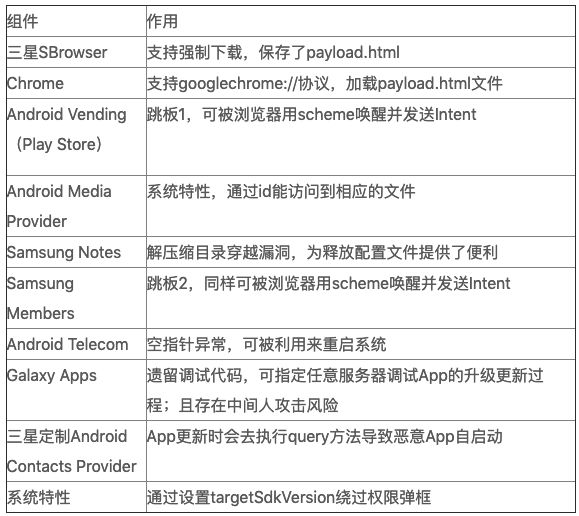 组件 作用
三星SBrowser 支持强制下载，保存了payload.html
Chrome 支持googlechrome://协议，加载payload.html文件
Android Vending 跳板1，可被浏览器用scheme唤醒并发送Intent
（Play Store）
Android Media 系统特性，通过id能访问到相应的文件
Provider
Samsung Notes 解压缩目录穿越漏洞，为释放配置文件提供了便利
Samsung 跳板2，同样可被浏览器用scheme唤醒并发送Intent
Members
Android Telecom 空指针异常，可被利用来重启系统
Galaxy Apps 遗留调试代码，可指定任意服务器调试App的升级更新过
程；且存在中间人攻击风险
三星定制Android App更新时会去执行query方法导致恶意App自启动
Contacts Provider
系统特性 通过设置targetSdkVersion绕过权限弹框